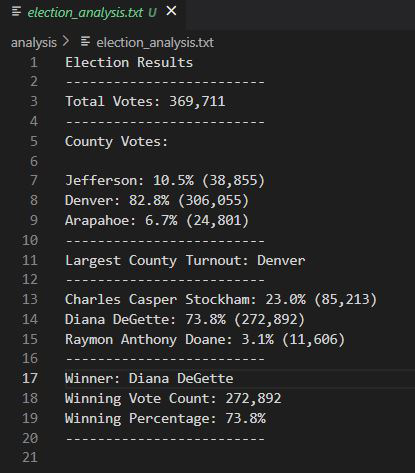 election_analysis.txt U
analysis > election_analysis.txt
1 Election Results
2 -------------------------
3 Total Votes: 369,711
4 -------------------------
5 County Votes:
6
7 Jefferson: 10.5% (38,855)
8 Denver: 82.8% (306,055)
9 Arapahoe: 6.7% (24,801)
10 -------------------------
11 Largest County Turnout: Denver
12 -------------------------
13 Charles Casper Stockham: 23.0% (85,213)
14 Diana DeGette: 73.8% (272,892)
15 Raymon Anthony Doane: 3.1% (11,606)
16 -------------------------
17 Winner: Diana DeGette
18 Winning Vote Count: 272,892
19 Winning Percentage: 73.8%
20 -------------------------
21